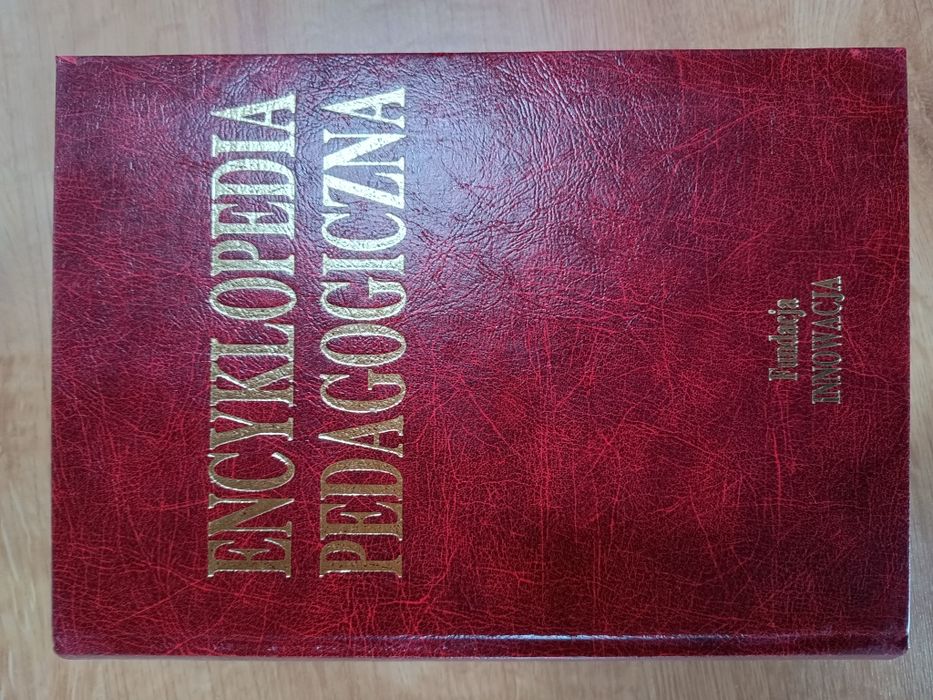 ENCYKLOPEDIA
PEDAGOGICZNA
Fundacja
INNOWACJA